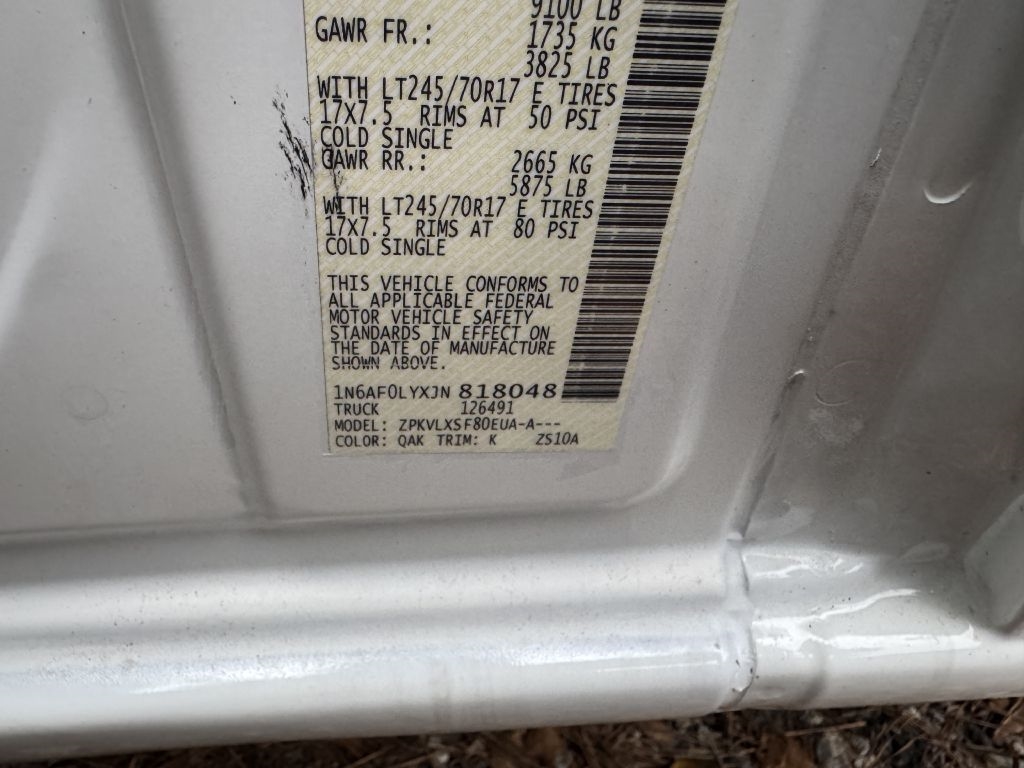 9100 LB
GAWR FR.: 1735 KG
3825 LB
WITH LT245/70R17 E TIRES
17X7.5 RIMS AT 50 PSI
COLD SINGLE
GAWR RR.: 2665 KG
5875 LB
WITH LT245/70R17 E TIRES
17X7.5 RIMS AT 80 PSI
COLD SINGLE
THIS VEHICLE CONFORMS TO
ALL APPLICABLE FEDERAL
MOTOR VEHICLE SAFETY
STANDARDS IN EFFECT ON
THE DATE OF MANUFACTURE
SHOWN ABOVE.
1N6AF0LYXJN 818048
TRUCK 126491
MODEL: ZPKVLXSF80EUA-A---
COLOR: QAK TRIM: K ZS10A